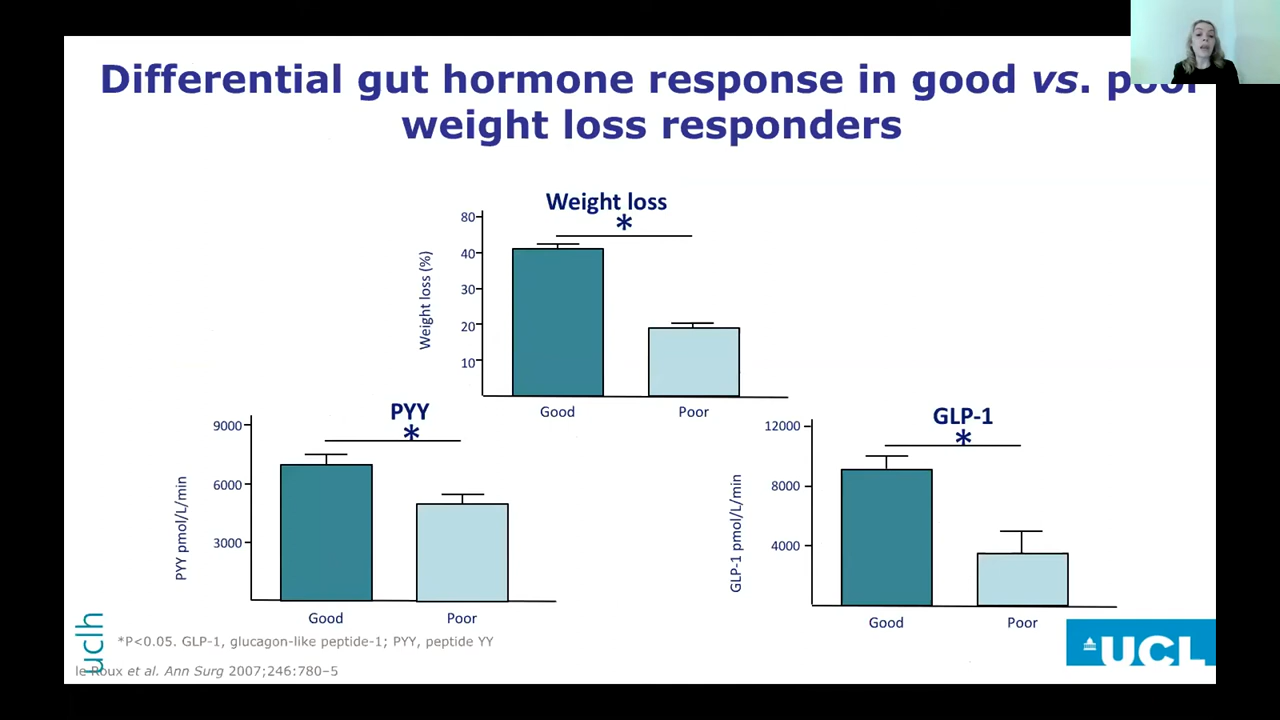 Differential gut hormone response in good vs. poor
weight loss responders
Weight loss
*
Weight loss (%)
80
40
30
20
10
Good Poor
PYY
*
PYY pmol/L/min
9000
6000
3000
Good Poor
GLP-1
*
GLP-1 pmol/L/min
12000
8000
4000
Good Poor
uclh
*P<0.05. GLP-1, glucagon-like peptide-1; PYY, peptide YY
le Roux et al. Ann Surg 2007;246:780–5
UCL